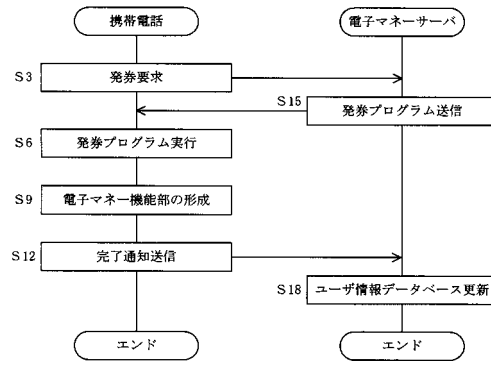 携帯電話
電子マネーサーバ
S3 発券要求
S15 発券プログラム送信
S6 発券プログラム実行
S9 電子マネー機能部の形成
S12 完了通知送信
S18 ユーザ情報データベース更新
エンド
エンド